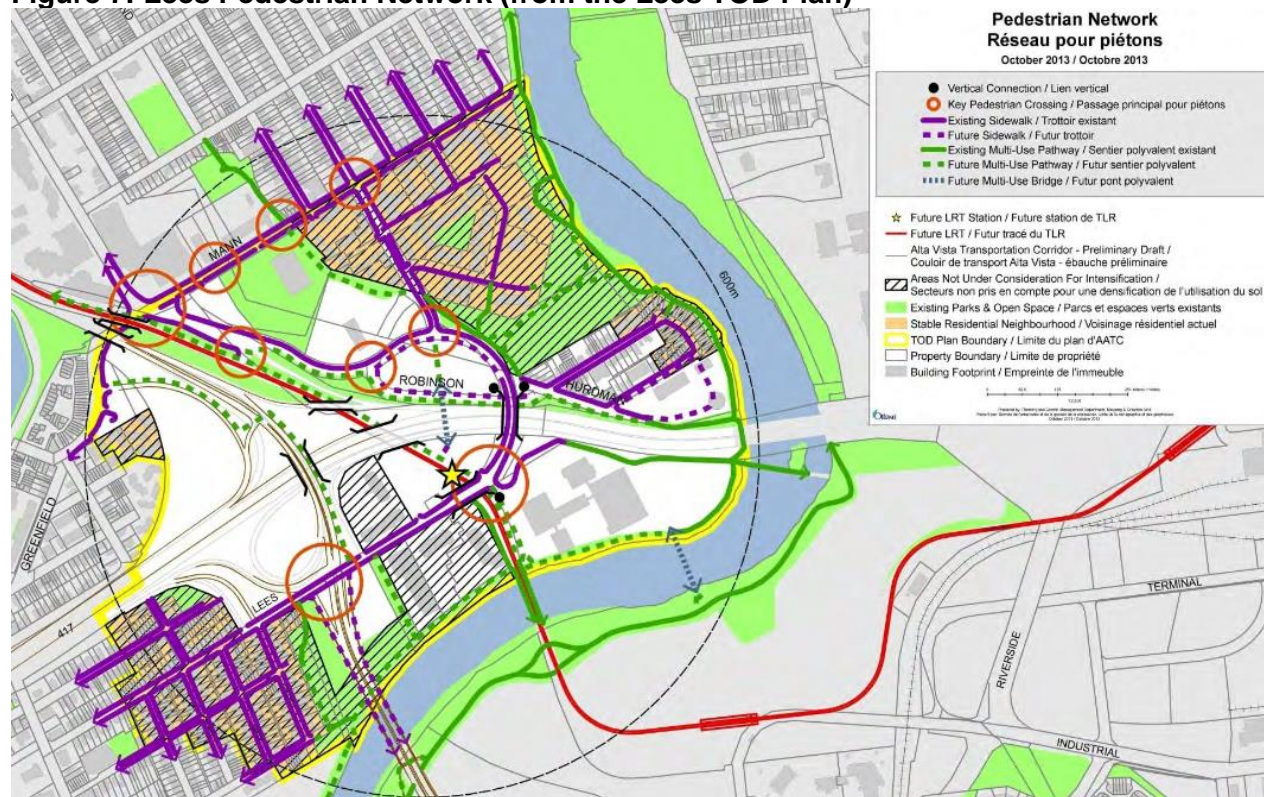 Figure 7: Lees Pedestrian Network (from the Lees TOD Plan)
Pedestrian Network
Réseau pour piétons
October 2013 / Octobre 2013
Vertical Connection / Lien vertical
Key Pedestrian Crossing / Passage principal pour piétons
Existing Sidewalk / Trottoir existant
Future Sidewalk / Futur trottoir
Existing Multi-Use Pathway / Sentier polyvalent existant
Future Multi-Use Pathway / Futur sentier polyvalent
Future Multi-Use Bridge / Futur pont polyvalent
Future LRT Station / Future station de TLR
Future LRT / Futur tracé du TLR
Alta Vista Transportation Corridor - Preliminary Draft /
Couloir de transport Alta Vista - ébauche préliminaire
Areas Not Under Consideration For Intensification /
Secteurs non pris en compte pour une densification de l'utilisation du sol
Existing Parks & Open Space / Parcs et espaces verts existants
Stable Residential Neighbourhood / Voisinage résidentiel actuel
TOD Plan Boundary / Limite du plan d'AATC
Property Boundary / Limite de propriété
Building Footprint / Empreinte de l'immeuble
MANN
600m
ROBINSON
HURDMAN
GREENFIELD
LEES
417
TERMINAL
RIVERSIDE
INDUSTRIAL